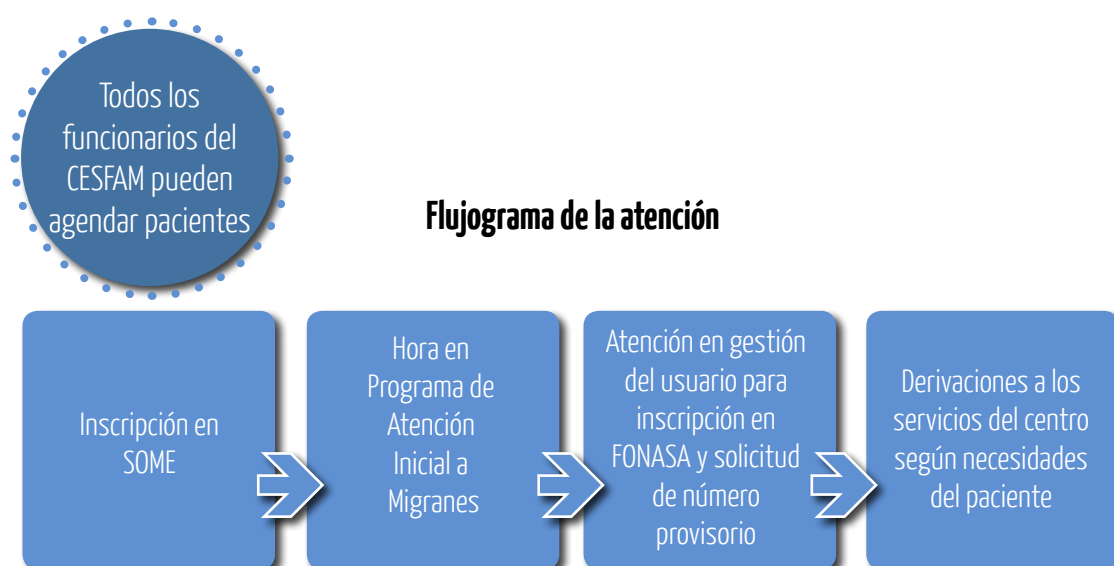 Todos los
funcionarios del
CESFAM pueden
agendar pacientes
Flujograma de la atención
Inscripción en
SOME
Hora en
Programa de
Atención
Inicial a
Migranes
Atención en gestión
del usuario para
inscripción en
FONASA y solicitud
de número
provisorio
Derivaciones a los
servicios del centro
según necesidades
del paciente